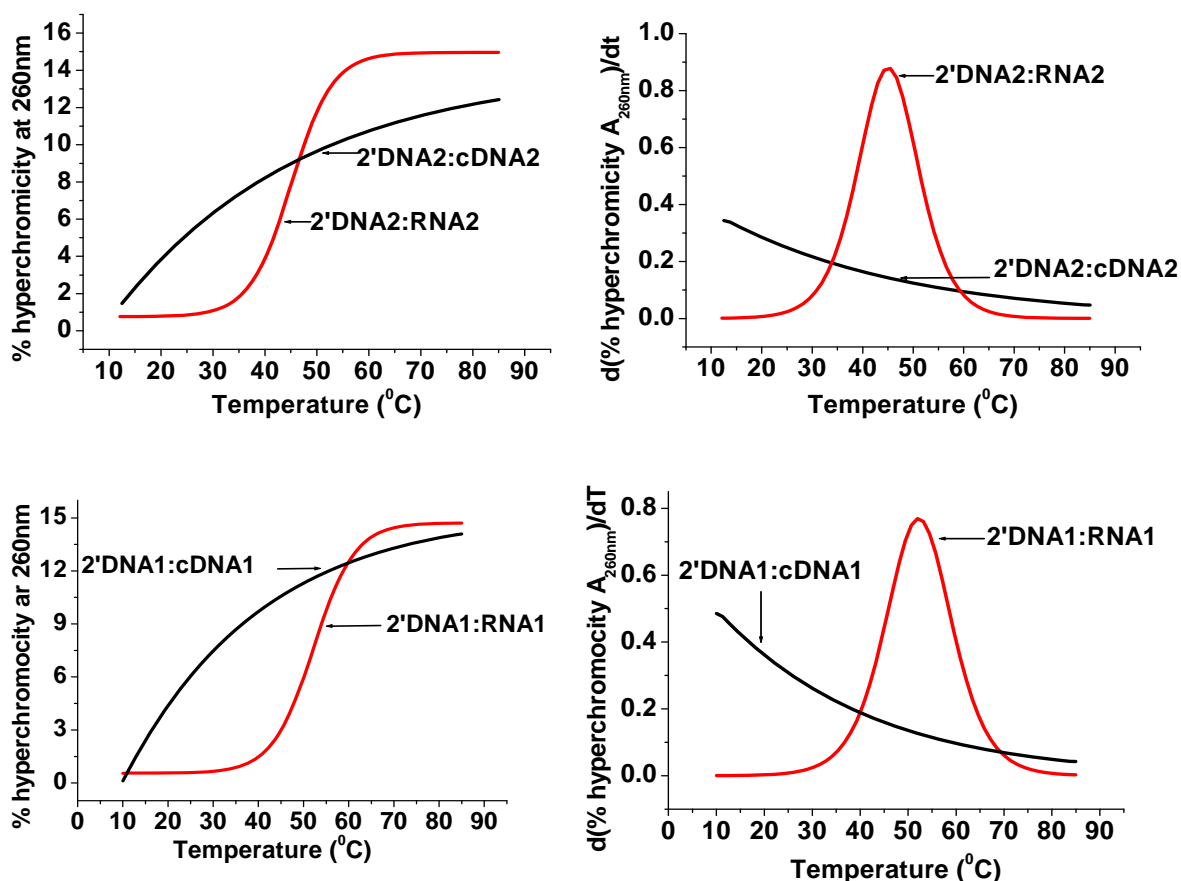 % hyperchromicity at 260nm
16
14
12
10
8
6
4
2
0
2'DNA2:cDNA2
2'DNA2:RNA2
10 20 30 40 50 60 70 80 90
Temperature (⁰C)
d(% hyperchromicity A260nm)/dt
1.0
0.8
0.6
0.4
0.2
0.0
2'DNA2:RNA2
2'DNA2:cDNA2
10 20 30 40 50 60 70 80 90
Temperature (⁰C)
% hyperchromocity ar 260nm
15
12
9
6
3
0
2'DNA1:cDNA1
2'DNA1:RNA1
0 10 20 30 40 50 60 70 80 90
Temperature (⁰C)
d(% hyperchromocity A260nm)/dT
0.8
0.6
0.4
0.2
0.0
2'DNA1:RNA1
2'DNA1:cDNA1
0 10 20 30 40 50 60 70 80 90
Temperature (⁰C)